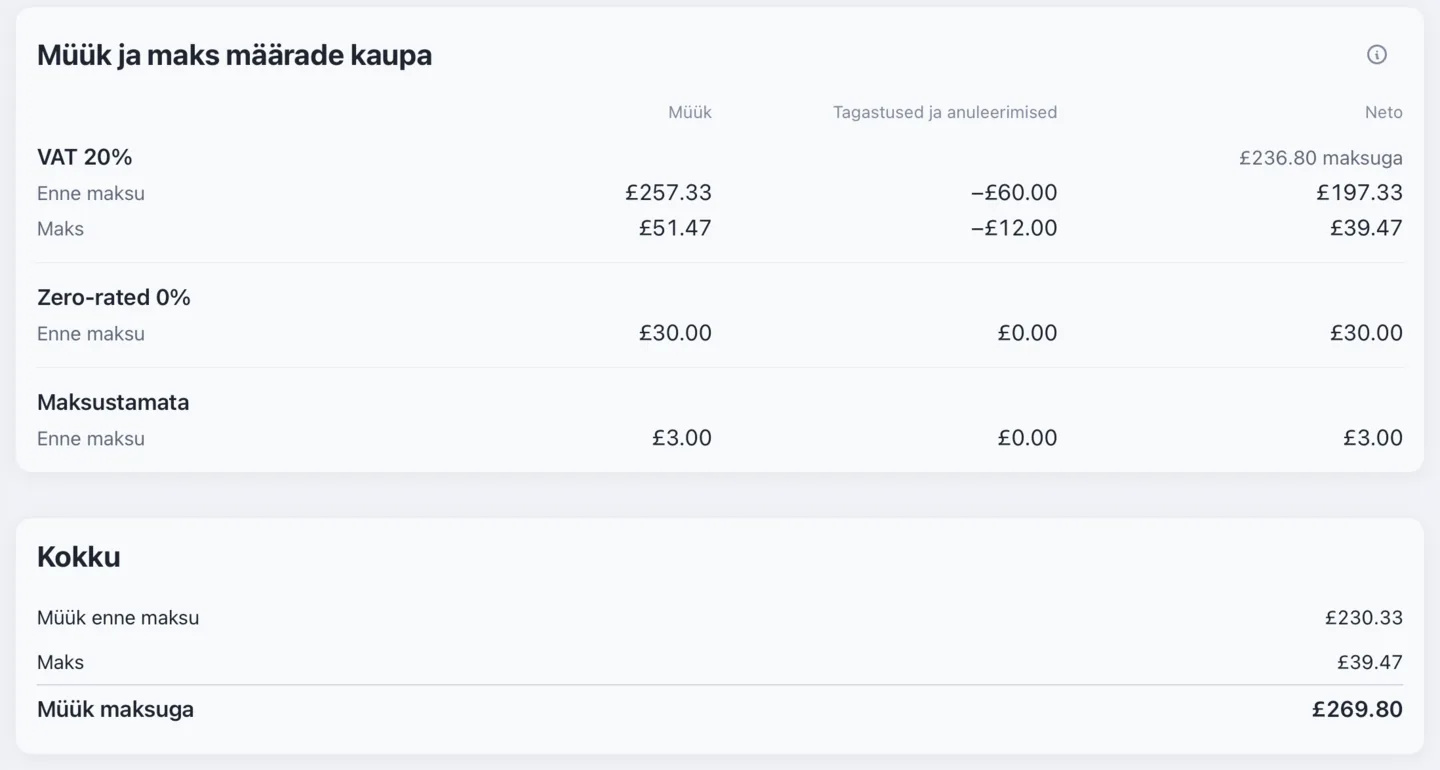 Müük ja maks määrade kaupa
Müük Tagastused ja anuleerimised Neto
VAT 20% £236.80 maksuga
Enne maksu £257.33 –£60.00 £197.33
Maks £51.47 –£12.00 £39.47
Zero-rated 0%
Enne maksu £30.00 £0.00 £30.00
Maksustamata
Enne maksu £3.00 £0.00 £3.00
Kokku
Müük enne maksu £230.33
Maks £39.47
Müük maksuga £269.80